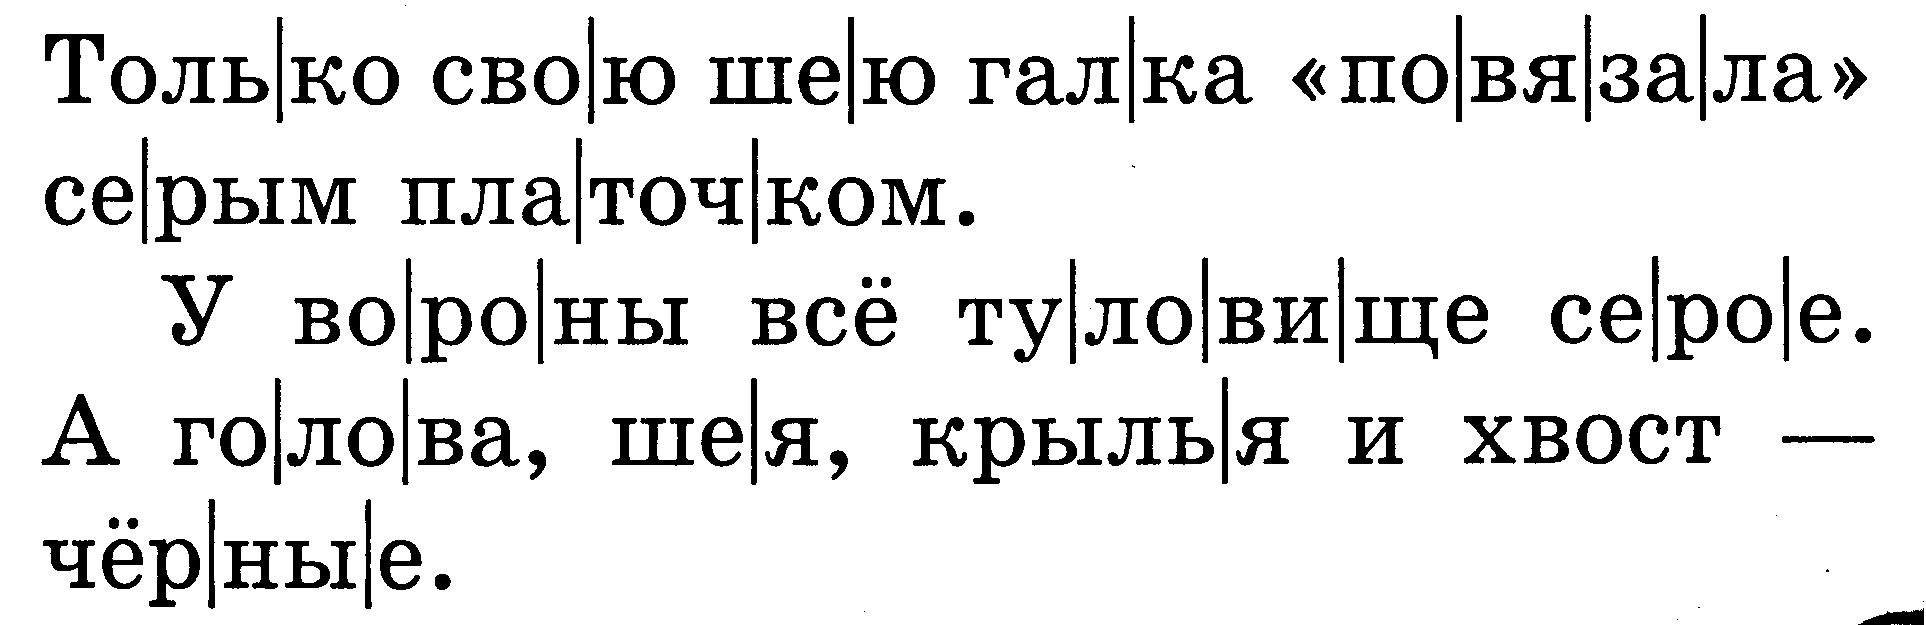 Толь|ко сво|ю ше|ю гал|ка «по|вя|за|ла»
се|рым пла|точ|ком.
У во|ро|ны всё ту|ло|ви|ще се|ро|е.
А го|ло|ва, ше|я, крыль|я и хвост —
чёр|ны|е.